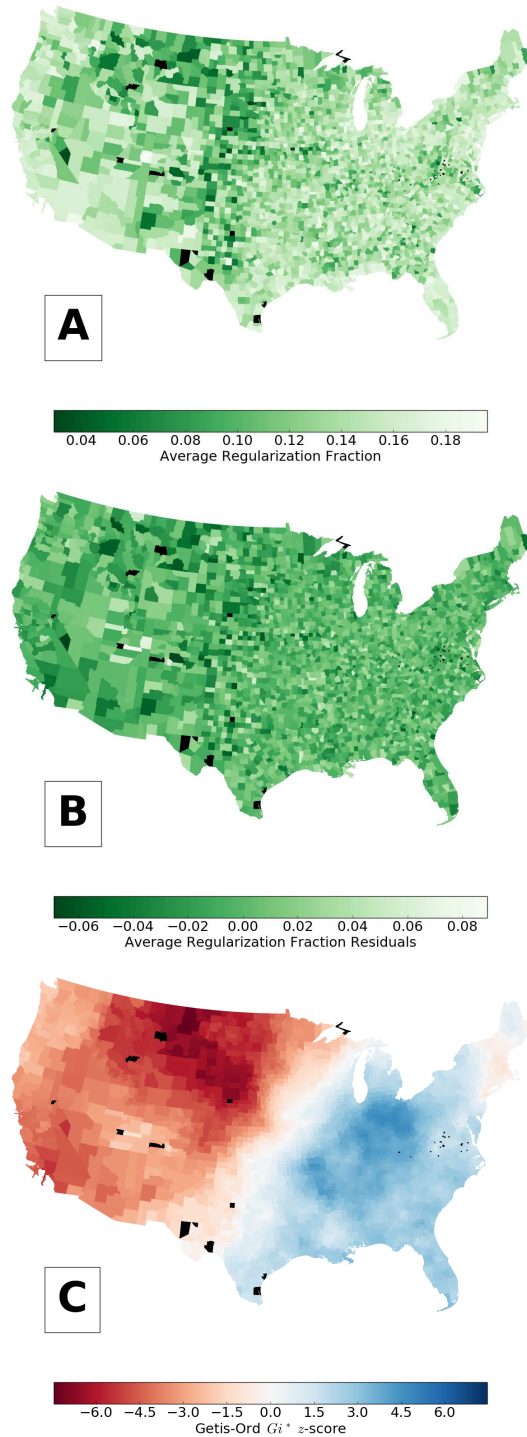 A
0.04 0.06 0.08 0.10 0.12 0.14 0.16 0.18
Average Regularization Fraction
B
−0.06 −0.04 −0.02 0.00 0.02 0.04 0.06 0.08
Average Regularization Fraction Residuals
C
−6.0 −4.5 −3.0 −1.5 0.0 1.5 3.0 4.5 6.0
Getis-Ord Gi* z-score